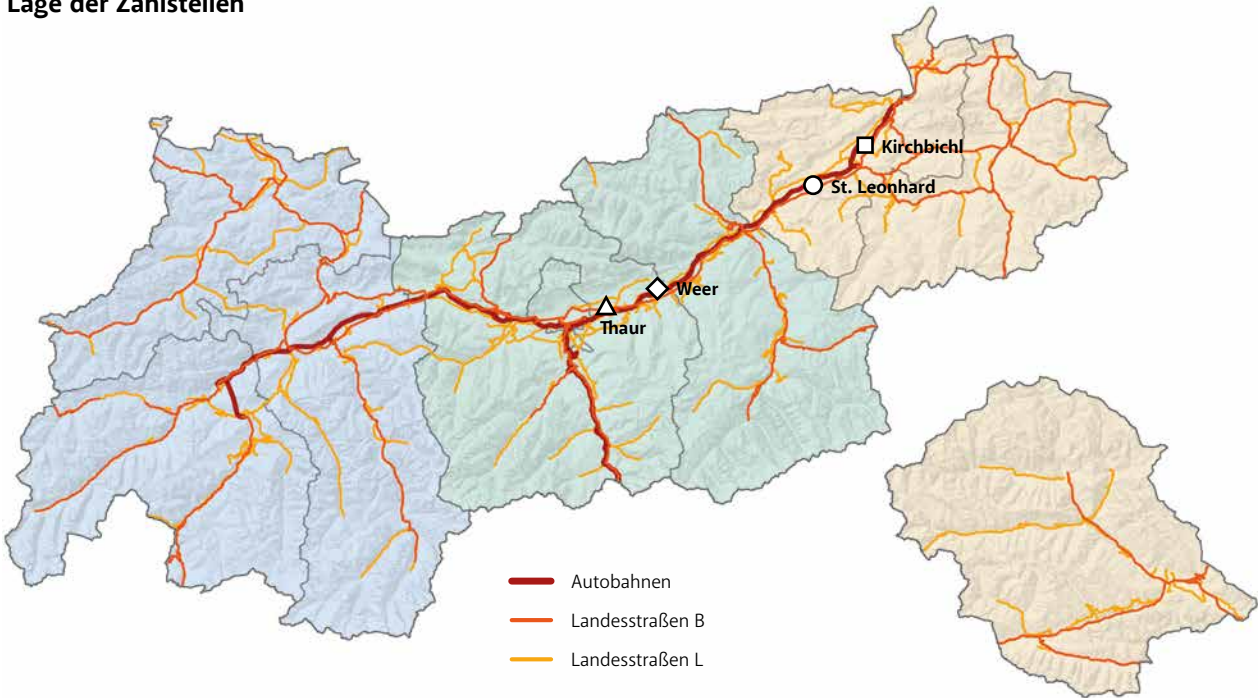 Lage der Zählstellen
Kirchbichl
St. Leonhard
Weer
Thaur
Autobahnen
Landesstraßen B
Landesstraßen L